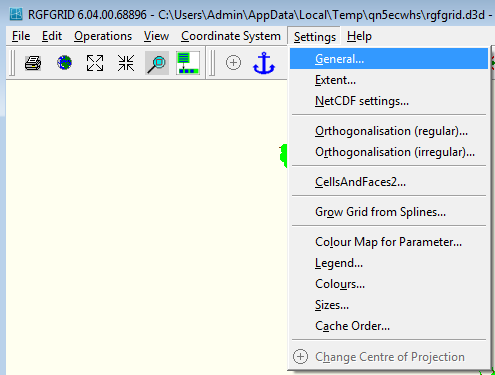 RGFGRID 6.04.00.68896 - C:\Users\Admin\AppData\Local\Temp\qn5ecwhs\rgfgrid.d3d -
File Edit Operations View Coordinate System Settings Help
General...
Extent...
NetCDF settings...
Orthogonalisation (regular)...
Orthogonalisation (irregular)...
CellsAndFaces2...
Grow Grid from Splines...
Colour Map for Parameter...
Legend...
Colours...
Sizes...
Cache Order...
Change Centre of Projection